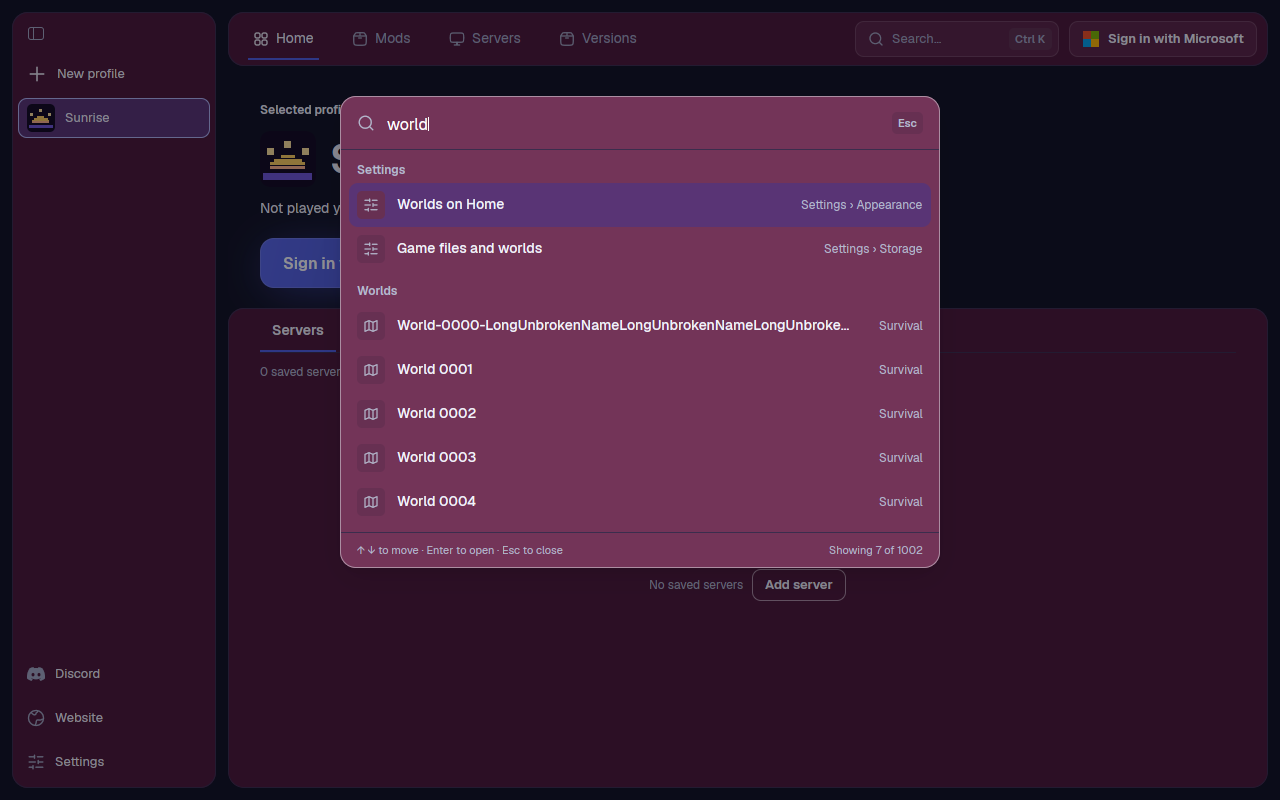 Home
Mods
Servers
Versions
Search...
Ctrl K
Sign in with Microsoft
New profile
Sunrise
Selected profi
world
Esc
Settings
Worlds on Home
Settings › Appearance
Game files and worlds
Settings › Storage
Worlds
World-0000-LongUnbrokenNameLongUnbrokenNameLongUnbroke...
Survival
World 0001
Survival
World 0002
Survival
World 0003
Survival
World 0004
Survival
↑↓ to move · Enter to open · Esc to close
Showing 7 of 1002
Not played y
Sign in
Servers
0 saved server
No saved servers
Add server
Discord
Website
Settings